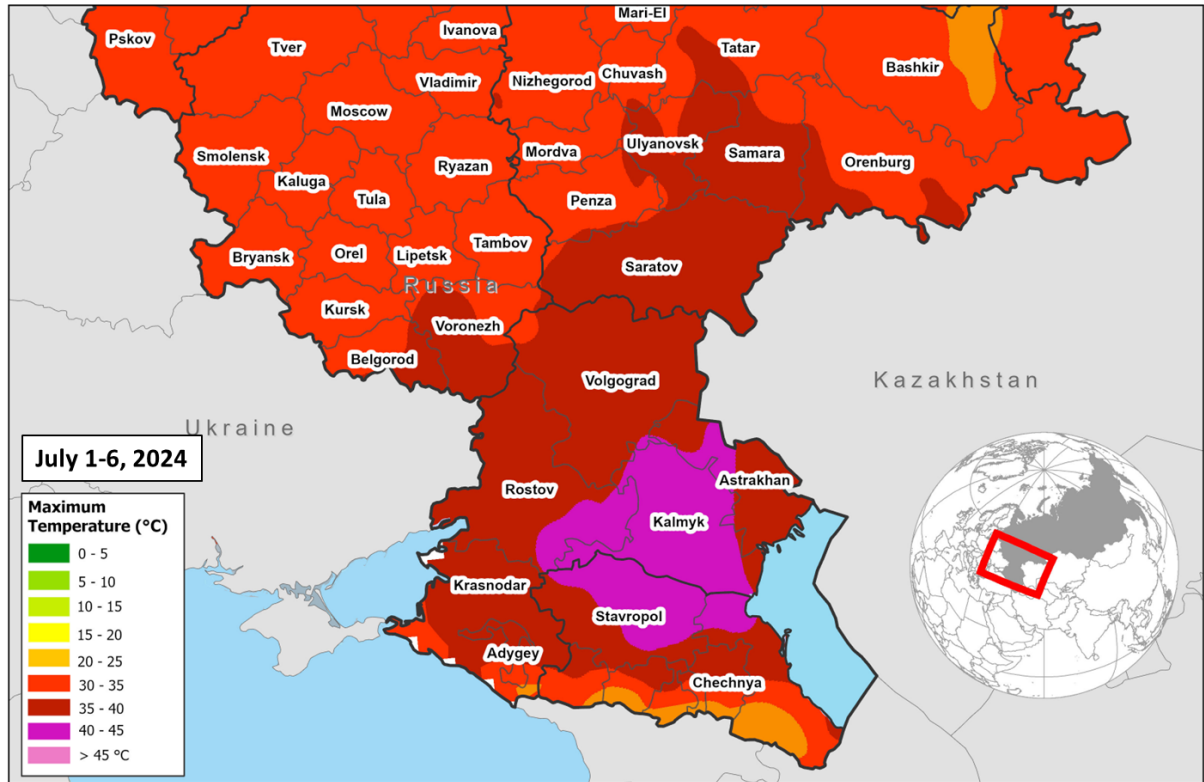 Pskov
Tver
Ivanova
Mari-El
Tatar
Bashkir
Vladimir
Nizhegorod
Chuvash
Moscow
Smolensk
Kaluga
Tula
Ryazan
Mordva
Ulyanovsk
Samara
Orenburg
Penza
Bryansk
Orel
Lipetsk
Tambov
Saratov
Russia
Kursk
Voronezh
Belgorod
Volgograd
Kazakhstan
Ukraine
July 1-6, 2024
Rostov
Astrakhan
Kalmyk
Krasnodar
Stavropol
Adygey
Chechnya
Maximum
Temperature (°C)
0 - 5
5 - 10
10 - 15
15 - 20
20 - 25
30 - 35
35 - 40
40 - 45
> 45 °C